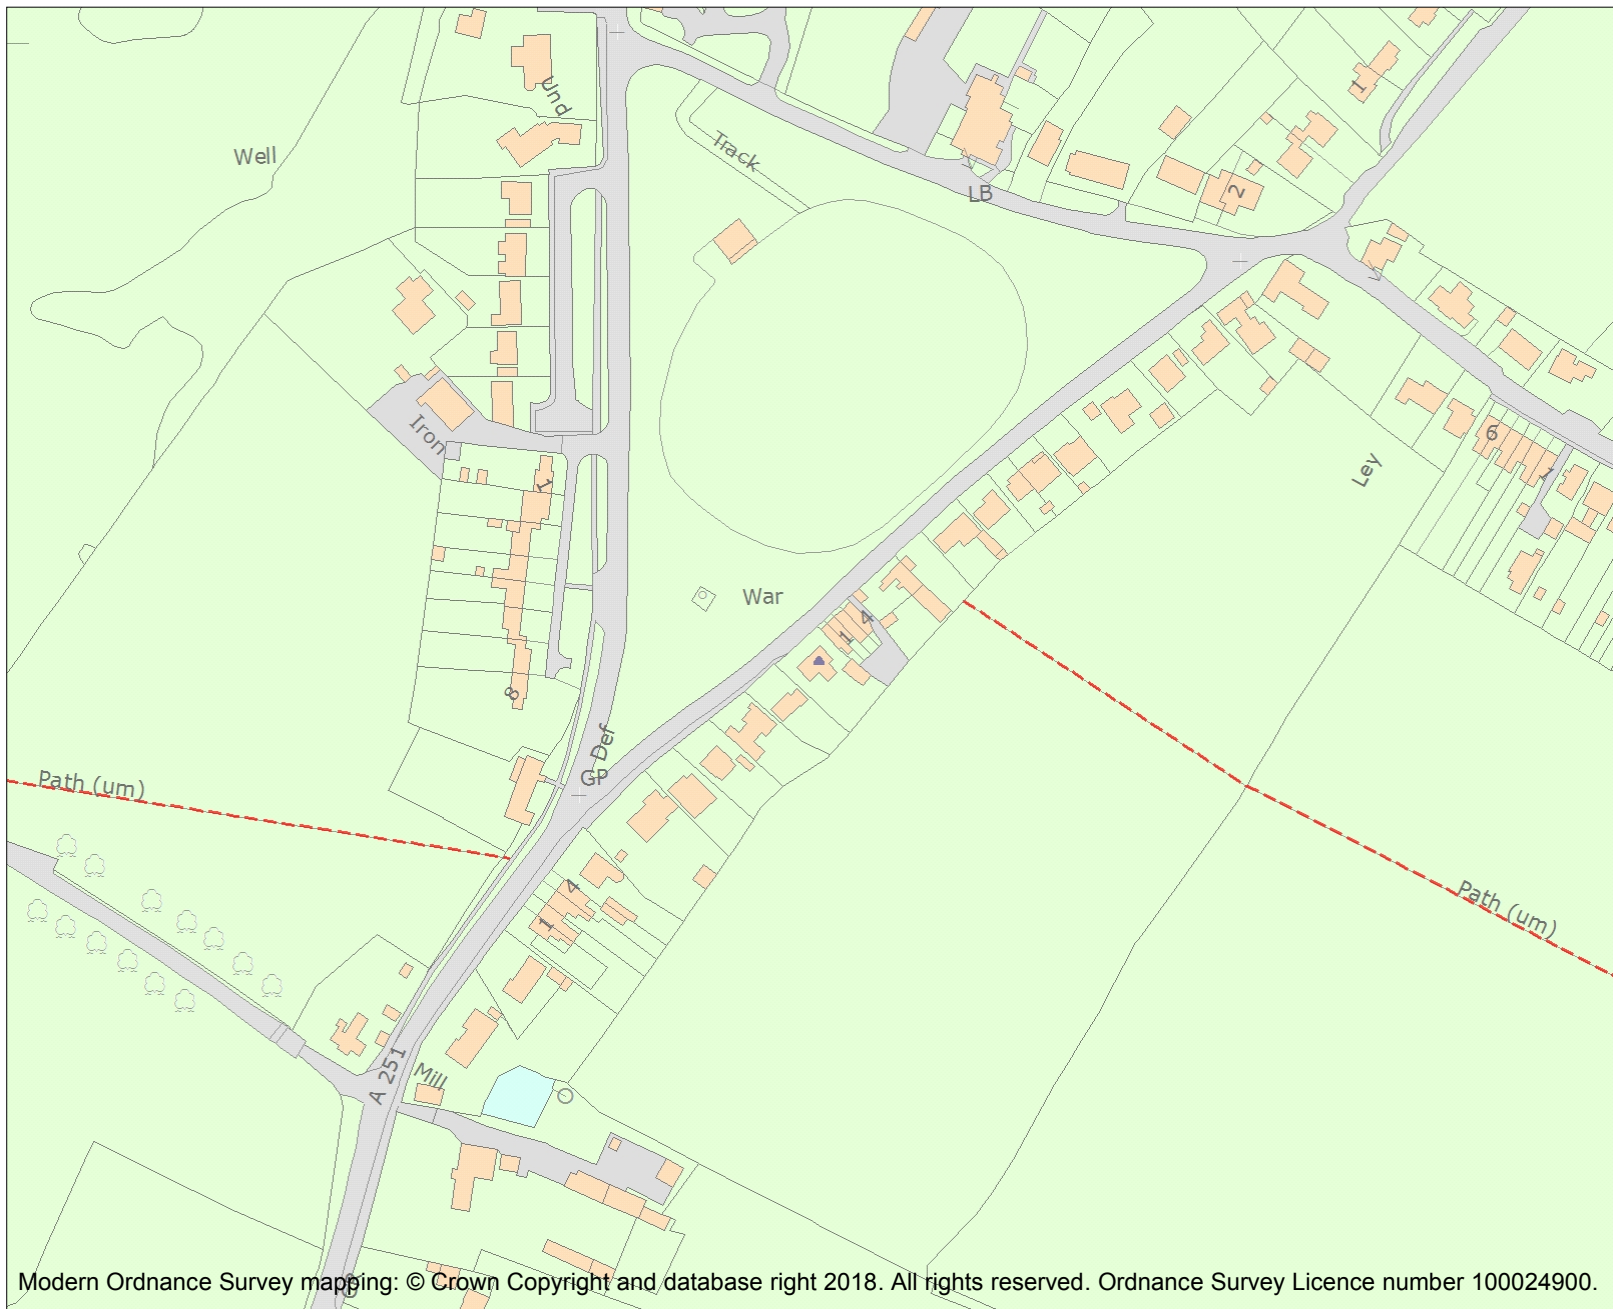 Und
1
Well
Track
LB
2
Iron
6
1
Ley
1
War
4
1
8
Def
GP
Path (um)
4
1
Path (um)
A 251
Mill
Modern Ordnance Survey mapping: © Crown Copyright and database right 2018. All rights reserved. Ordnance Survey Licence number 100024900.